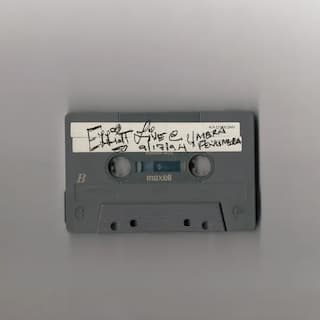 Elliott Live @ Umbra
9/17/94 Penumbra
B
maxell